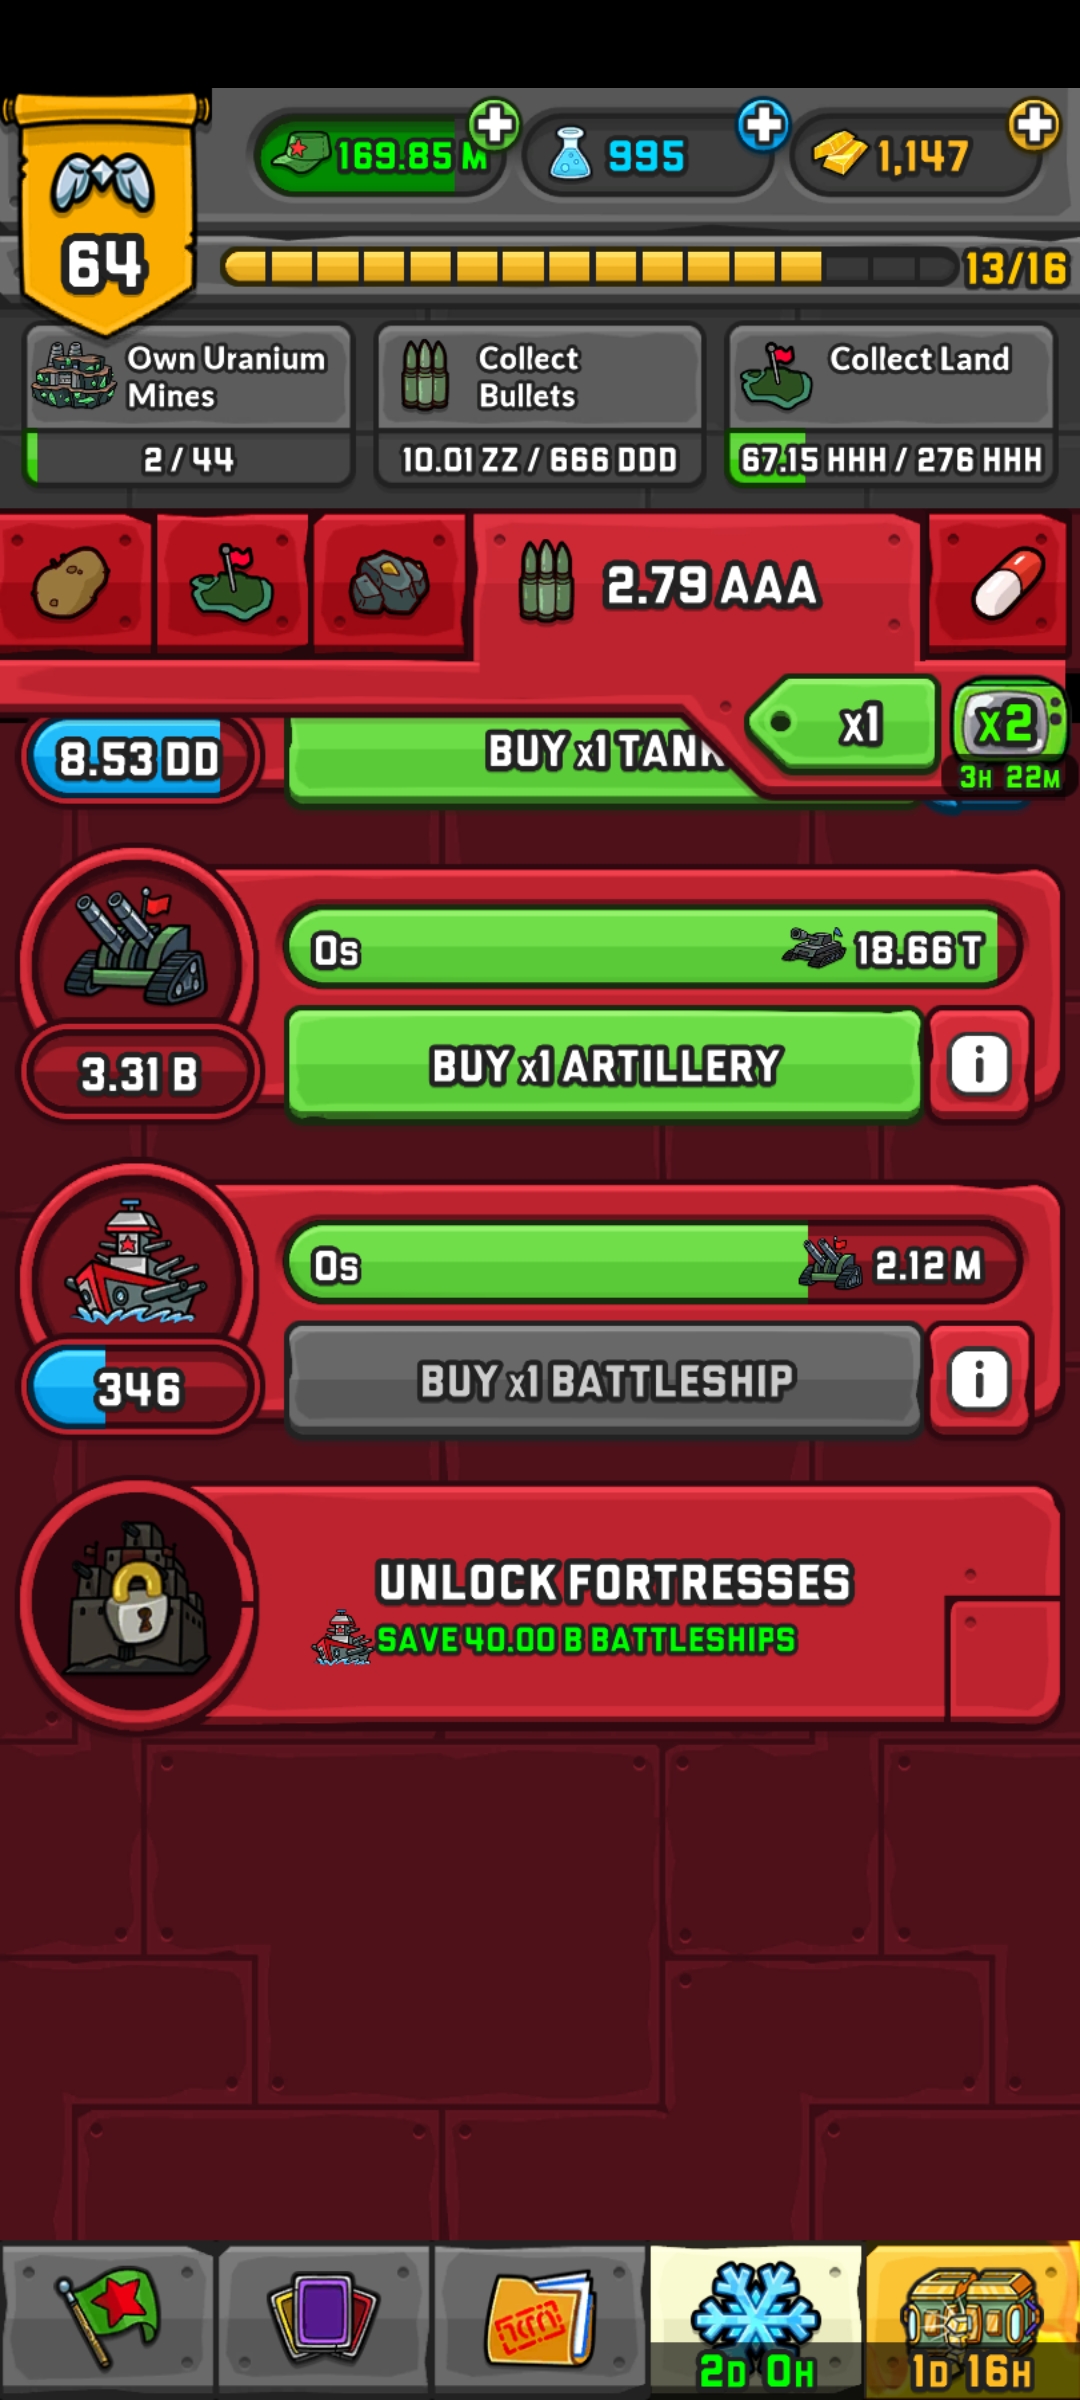 169.85 M
995
1,147
64
13/16
Own Uranium
Mines
2 / 44
Collect
Bullets
10.01 ZZ / 666 DDD
Collect Land
67.15 HHH / 276 HHH
2.79 AAA
x1
x2
3H 22M
8.53 DD
BUY x1 TANK
0s
18.66 T
3.31 B
BUY x1 ARTILLERY
i
0s
2.12 M
346
BUY x1 BATTLESHIP
i
UNLOCK FORTRESSES
SAVE 40.00 B BATTLESHIPS
2D 0H
1D 16H